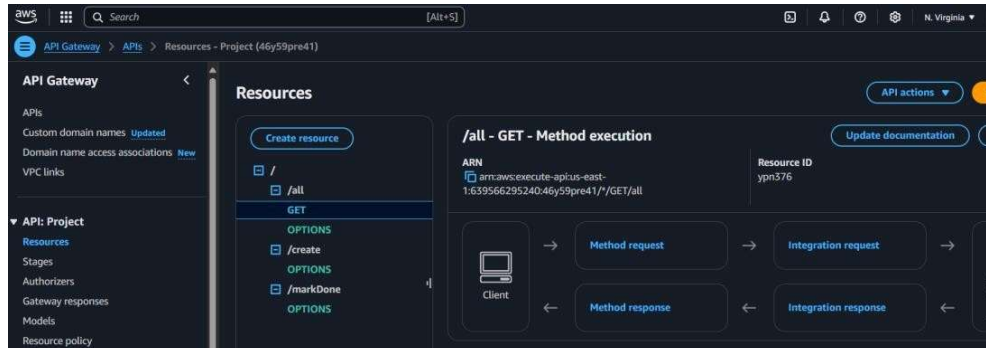 aws
Search [Alt+S] N. Virginia
API Gateway > APIs > Resources - Project (46y59pre41)
API Gateway
APIs
Custom domain names Updated
Domain name access associations New
VPC links
API: Project
Resources
Stages
Authorizers
Gateway responses
Models
Resource policy
Resources
API actions
Create resource
/
/all
GET
OPTIONS
/create
OPTIONS
/markDone
OPTIONS
/all - GET - Method execution
Update documentation
ARN
arn:aws:execute-api:us-east-
1:639566295240:46y59pre41/*/GET/all
Resource ID
ypn376
Client
Method request
Integration request
Method response
Integration response